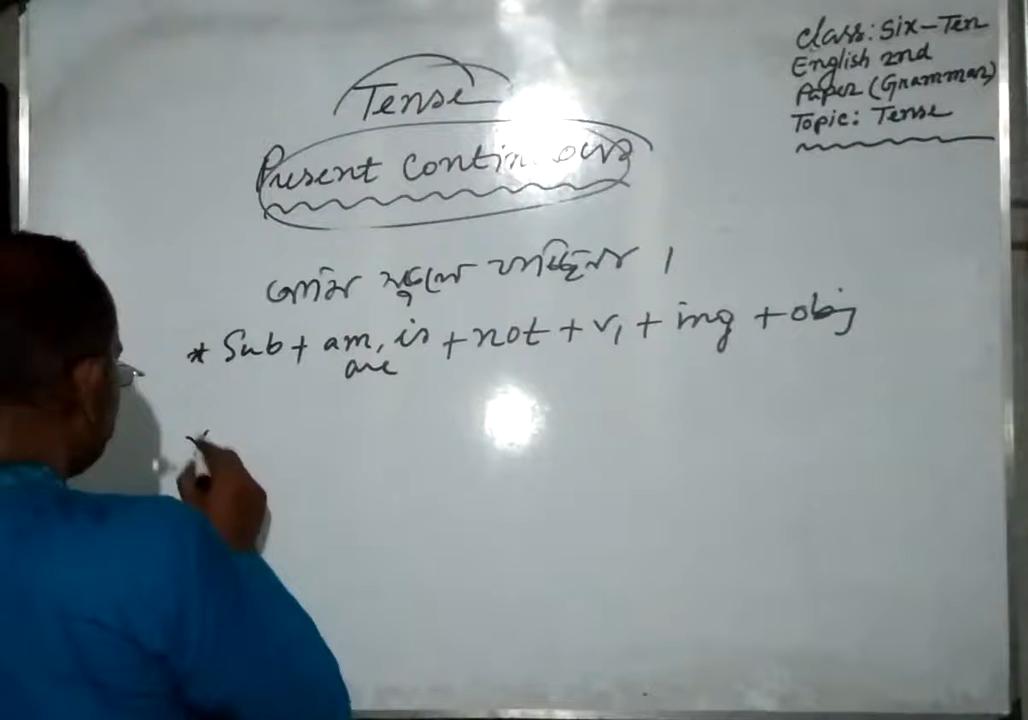 Class: Six-Ten
English 2nd
Paper (Grammar)
Topic: Tense
Tense
Present Continuous
আমি স্কুলে যাচ্ছিনা ।
* Sub + am, is + not + v₁ + ing + obj
are